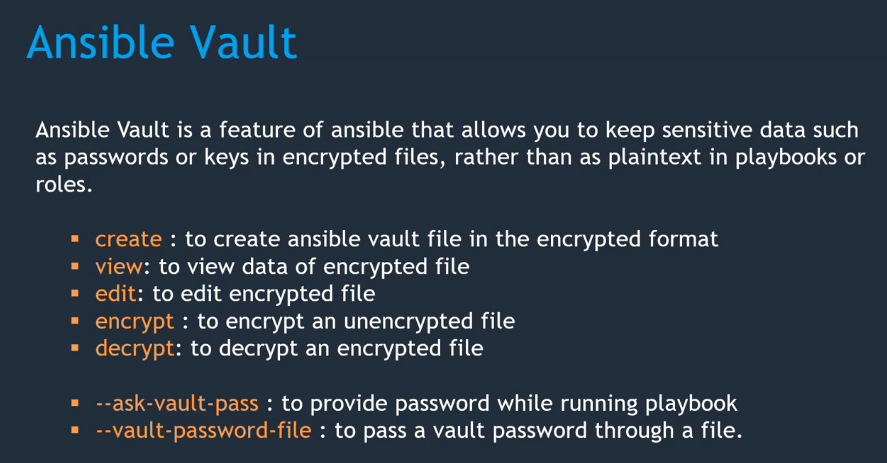 Ansible Vault
Ansible Vault is a feature of ansible that allows you to keep sensitive data such
as passwords or keys in encrypted files, rather than as plaintext in playbooks or
roles.
▪ create : to create ansible vault file in the encrypted format
▪ view: to view data of encrypted file
▪ edit: to edit encrypted file
▪ encrypt : to encrypt an unencrypted file
▪ decrypt: to decrypt an encrypted file
▪ --ask-vault-pass : to provide password while running playbook
▪ --vault-password-file : to pass a vault password through a file.